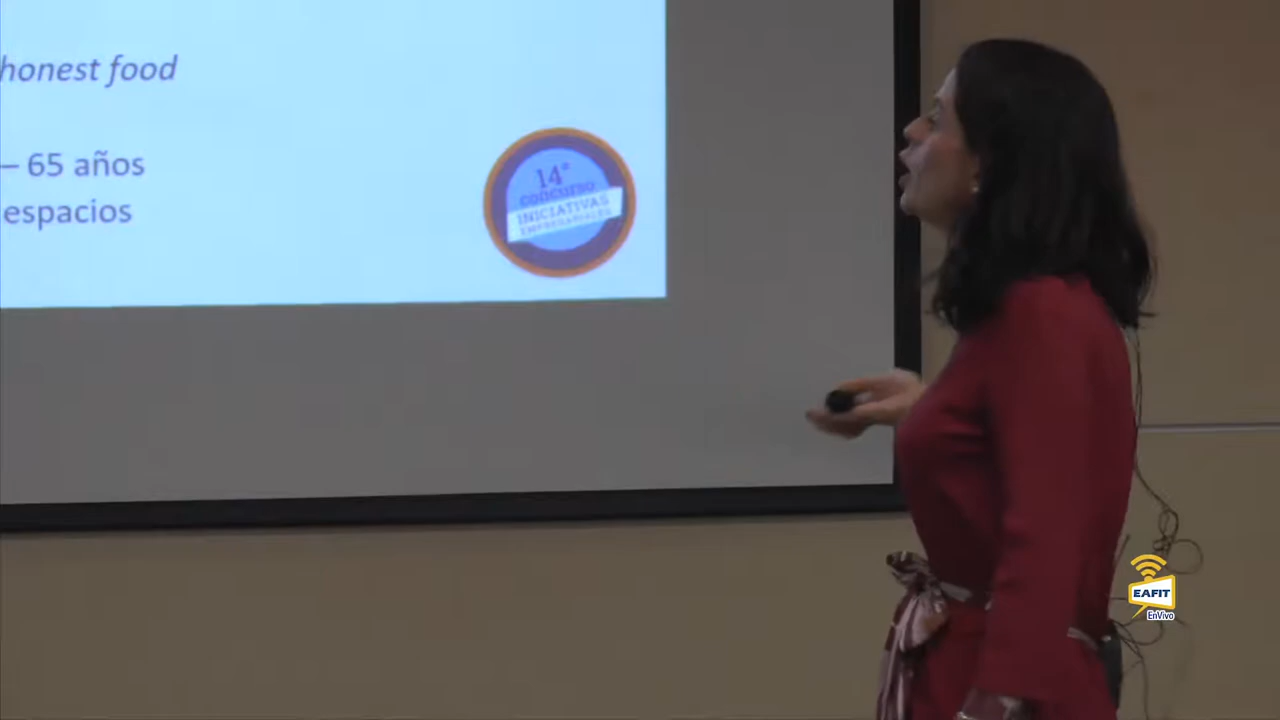 honest food
– 65 años
espacios
14°
CONCURSO
INICIATIVAS
EMPRESARIALES
EAFIT
EnVivo